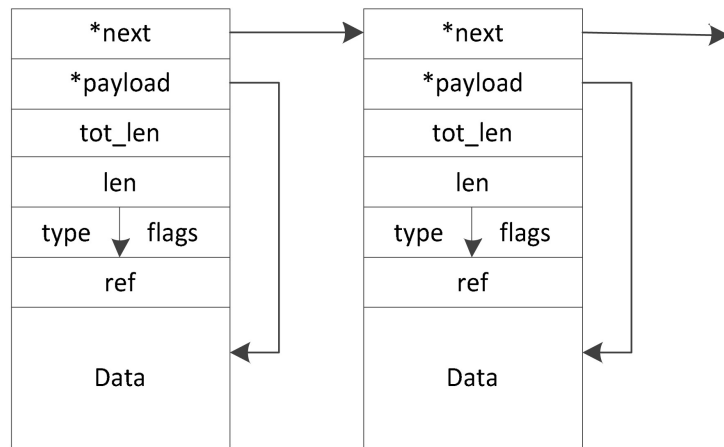 *next
*payload
tot_len
len
type flags
ref
Data
*next
*payload
tot_len
len
type flags
ref
Data